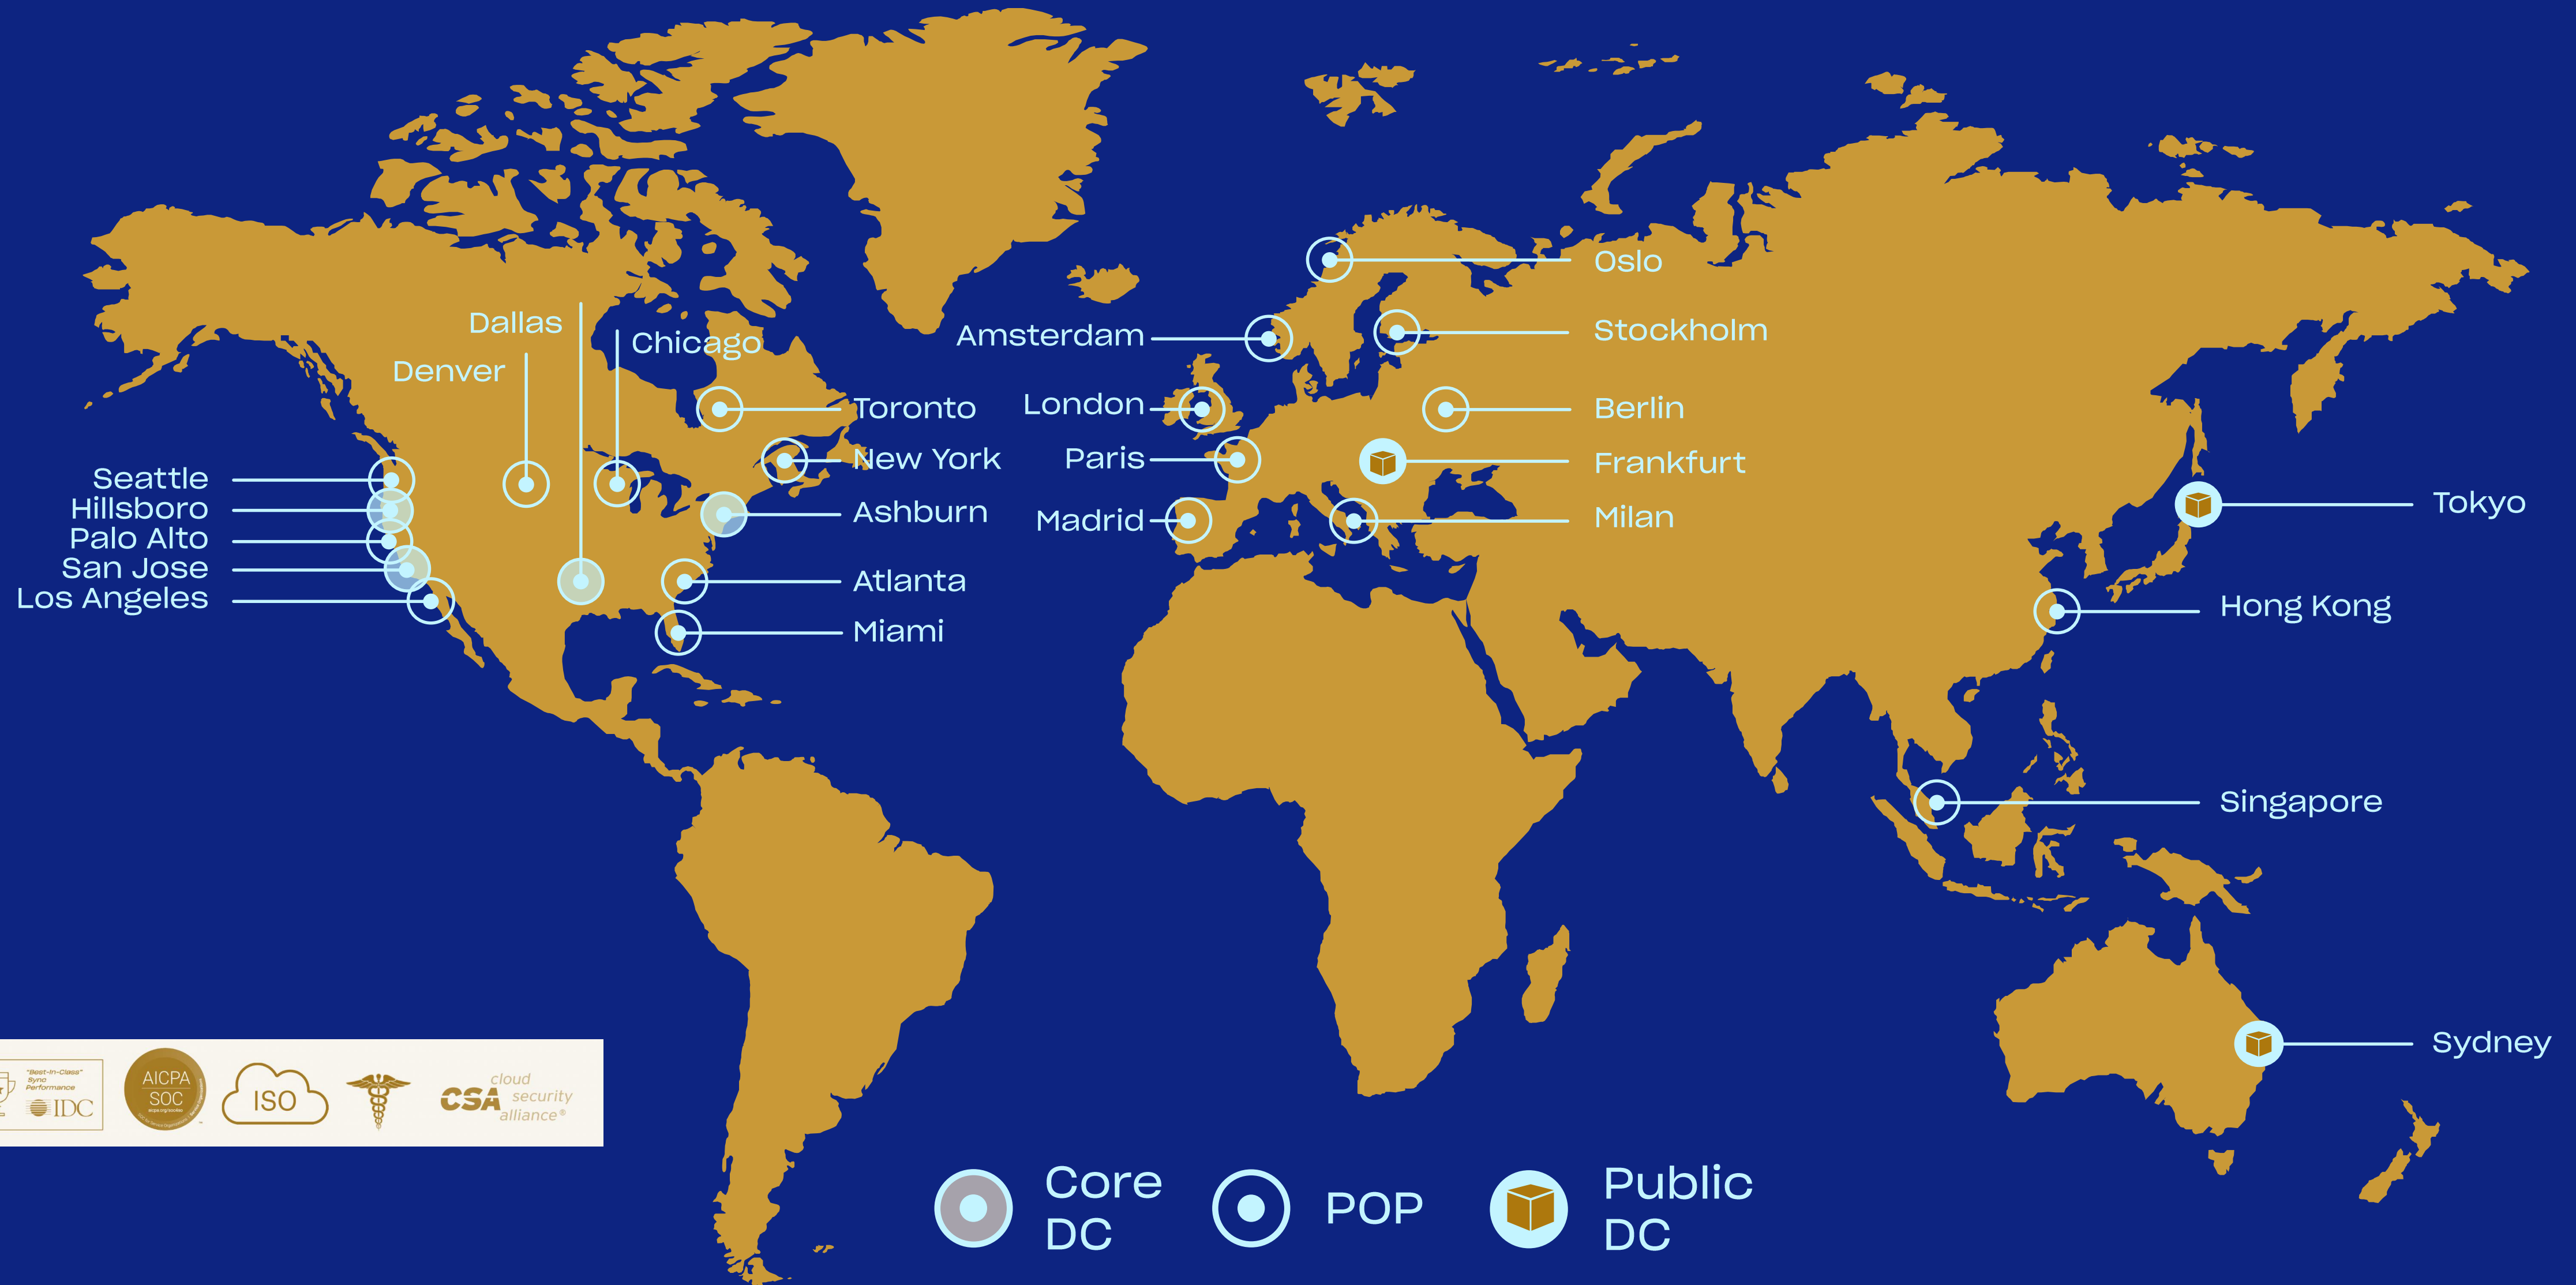 Oslo
Dallas
Chicago
Amsterdam
Stockholm
Denver
Toronto
London
Berlin
New York
Paris
Frankfurt
Seattle
Hillsboro
Palo Alto
San Jose
Los Angeles
Ashburn
Madrid
Milan
Tokyo
Atlanta
Hong Kong
Miami
Singapore
Sydney
"Best-in-Class"
Sync
Performance
IDC
AICPA
SOC
ISO
CSA
cloud
security
alliance®
Core
DC
POP
Public
DC